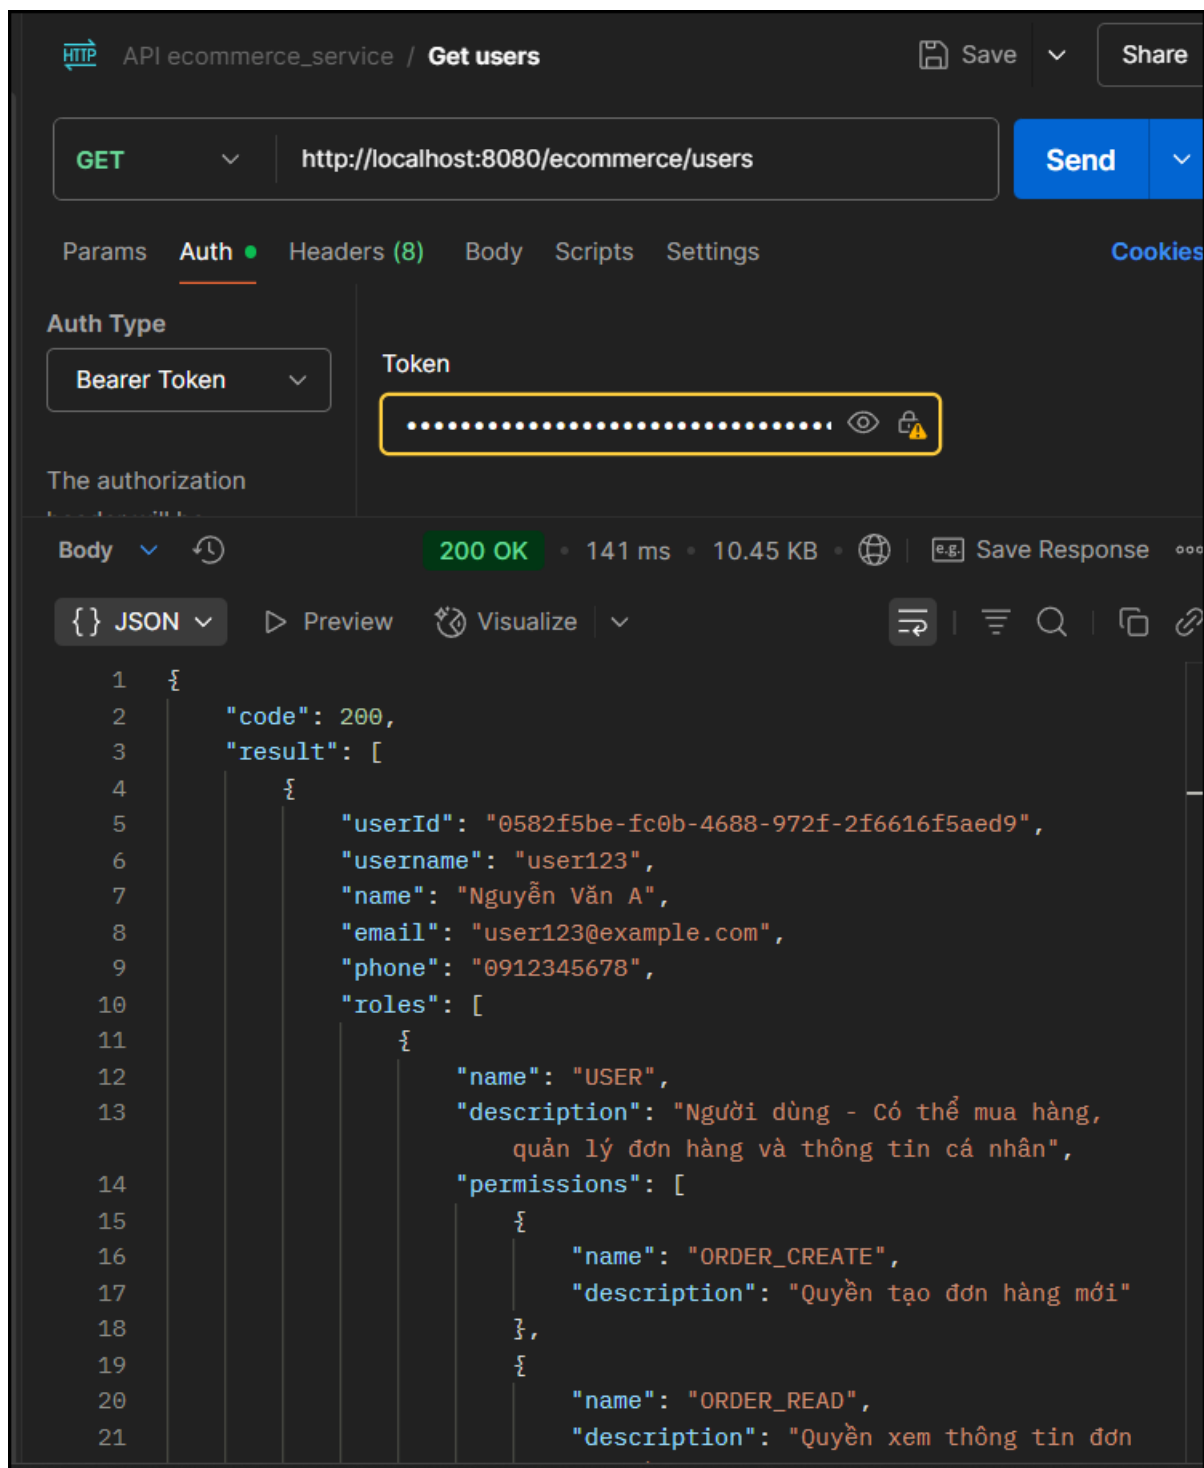 HTTP API ecommerce_service / Get users Save Share
GET http://localhost:8080/ecommerce/users Send
Params Auth Headers (8) Body Scripts Settings Cookies
Auth Type
Bearer Token
Token
The authorization
Body 200 OK 141 ms 10.45 KB e.g. Save Response
{} JSON Preview Visualize
1 {
2 "code": 200,
3 "result": [
4 {
5 "userId": "0582f5be-fc0b-4688-972f-2f6616f5aed9",
6 "username": "user123",
7 "name": "Nguyễn Văn A",
8 "email": "user123@example.com",
9 "phone": "0912345678",
10 "roles": [
11 {
12 "name": "USER",
13 "description": "Người dùng - Có thể mua hàng,
quản lý đơn hàng và thông tin cá nhân",
14 "permissions": [
15 {
16 "name": "ORDER_CREATE",
17 "description": "Quyền tạo đơn hàng mới"
18 },
19 {
20 "name": "ORDER_READ",
21 "description": "Quyền xem thông tin đơn